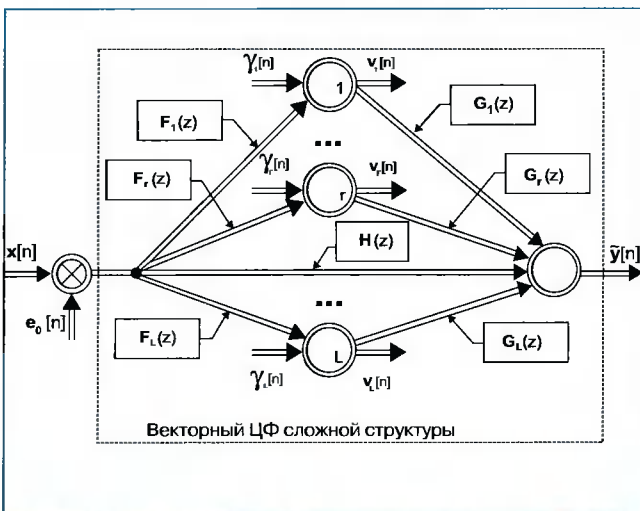 γ₁[n] v₁[n]
1
F₁(z) G₁(z)
...
γᵣ[n] vᵣ[n]
Fᵣ(z) r Gᵣ(z)
H(z)
x[n] ỹ[n]
e₀[n]
...
F_L(z) L G_L(z)
γ_L[n] v_L[n]
Векторный ЦФ сложной структуры